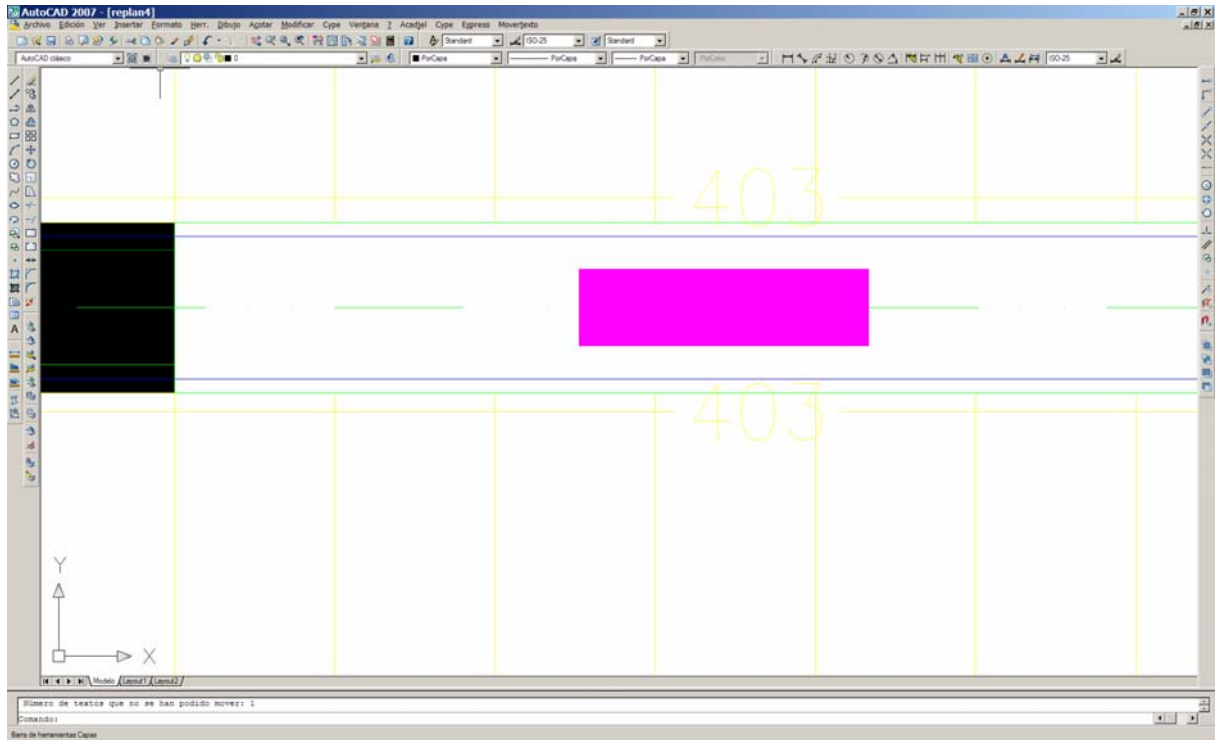 AutoCAD 2007 - [replan4]
Archivo Edición Ver Insertar Formato Herr. Dibujo Acotar Modificar Cype Ventana ? Acadjel Cype Express Movertexto
Standard ISO-25 Standard
AutoCAD clásico 0 PorCapa PorCapa PorCapa PorColor ISO-25
403
403
Y
X
A
Modelo Layout1 Layout2
Número de textos que no se han podido mover: 1
Comando:
Barra de herramientas Capas